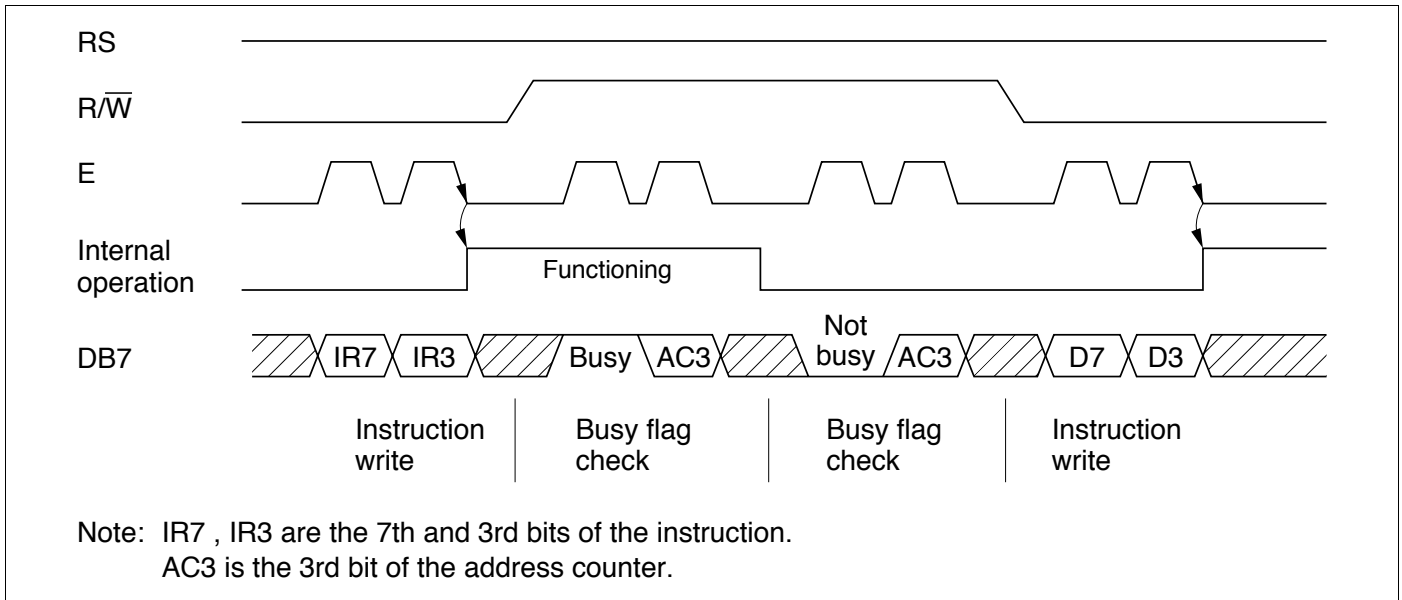 RS
R/W̅
E
Internal
operation
Functioning
DB7
IR7 IR3 Busy AC3 Not busy AC3 D7 D3
Instruction
write
Busy flag
check
Busy flag
check
Instruction
write
Note: IR7 , IR3 are the 7th and 3rd bits of the instruction.
AC3 is the 3rd bit of the address counter.